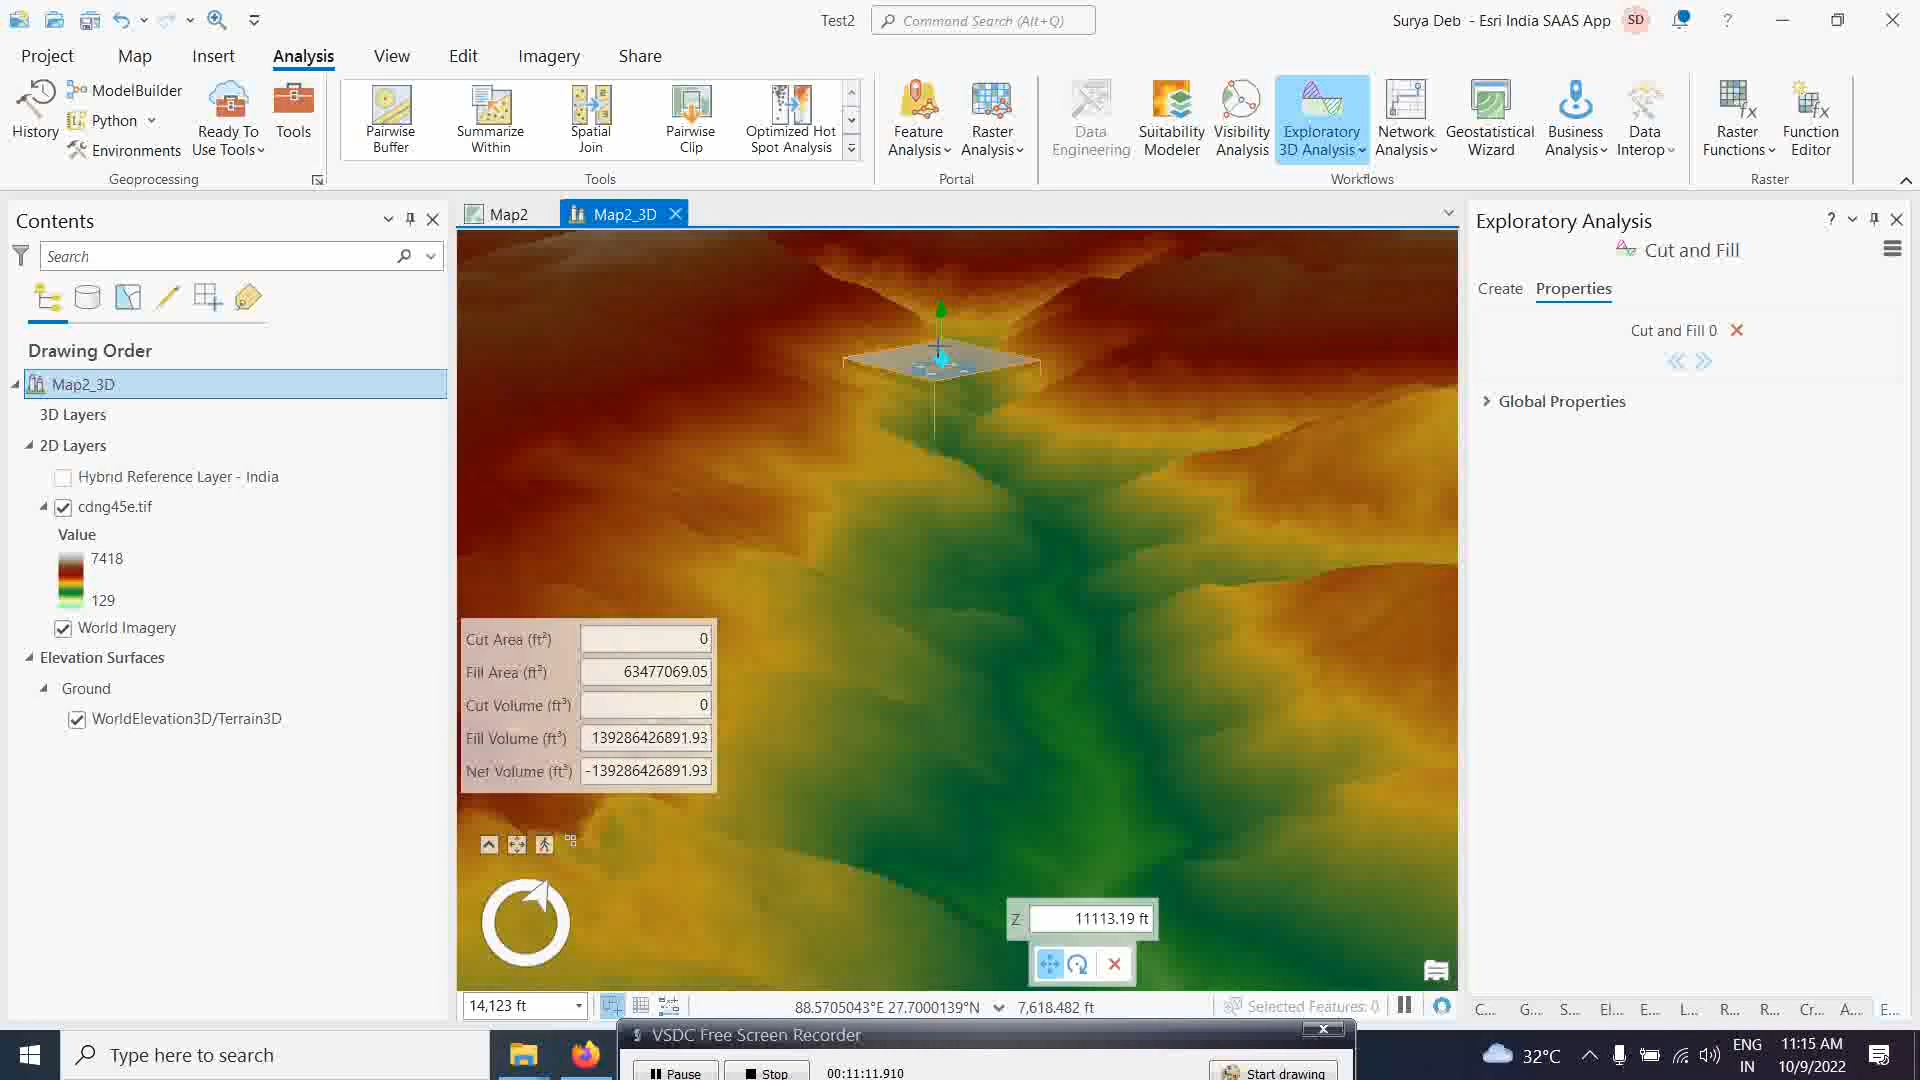 Test2
Command Search (Alt+Q)
Surya Deb - Esri India SAAS App
SD
Project Map Insert Analysis View Edit Imagery Share
History
ModelBuilder
Python
Environments
Ready To Use Tools
Tools
Pairwise Buffer
Summarize Within
Spatial Join
Pairwise Clip
Optimized Hot Spot Analysis
Feature Analysis
Raster Analysis
Data Engineering
Suitability Modeler
Visibility Analysis
Exploratory 3D Analysis
Network Analysis
Geostatistical Wizard
Business Analysis
Data Interop
Raster Functions
Function Editor
Geoprocessing Tools Portal Workflows Raster
Contents
Search
Drawing Order
Map2_3D
3D Layers
2D Layers
Hybrid Reference Layer - India
cdng45e.tif
Value
7418
129
World Imagery
Elevation Surfaces
Ground
WorldElevation3D/Terrain3D
Map2 Map2_3D
Cut Area (ft²) 0
Fill Area (ft²) 63477069.05
Cut Volume (ft³) 0
Fill Volume (ft³) 139286426891.93
Net Volume (ft³) -139286426891.93
Z 11113.19 ft
14,123 ft
88.5705043°E 27.7000139°N 7,618.482 ft
Selected Features: 0
Exploratory Analysis
Cut and Fill
Create Properties
Cut and Fill 0
Global Properties
C... G... S... El... E... L... R... R... Cr... A... E...
Type here to search
VSDC Free Screen Recorder
Pause Stop 00:11:11.910 Start drawing
32°C
ENG
IN
11:15 AM
10/9/2022